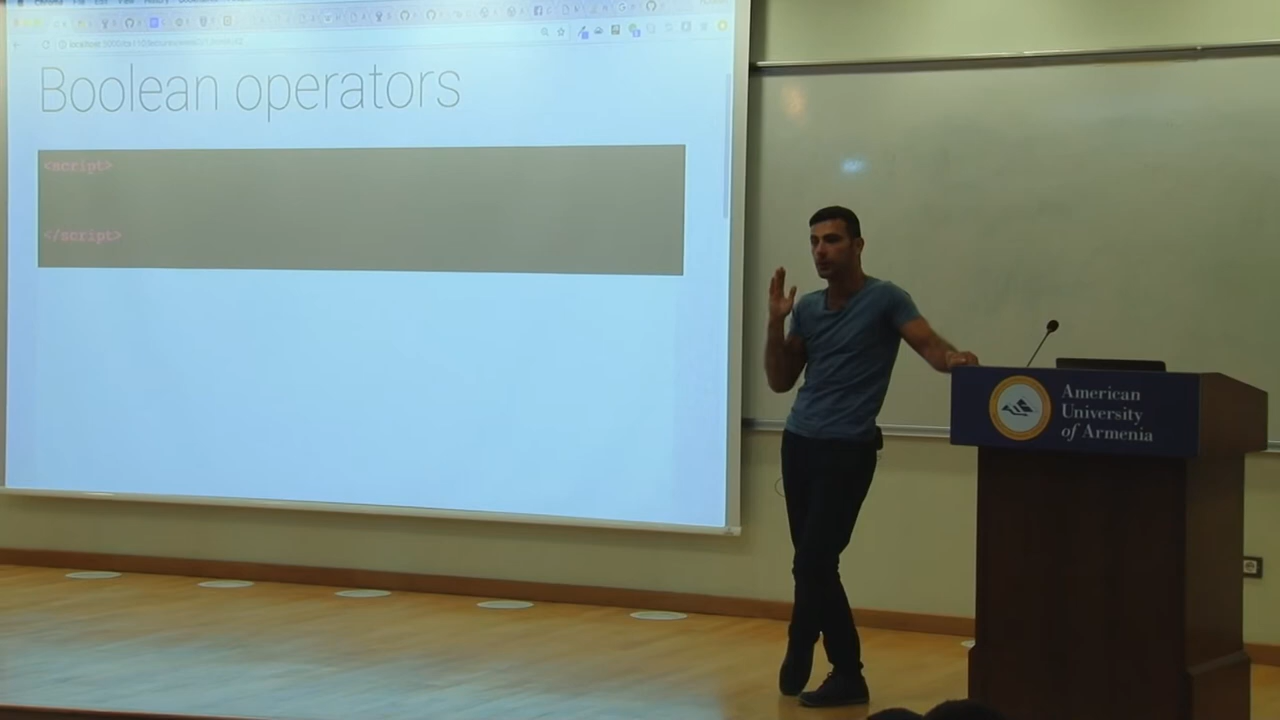 Boolean operators
<script>
</script>
American
University
of Armenia